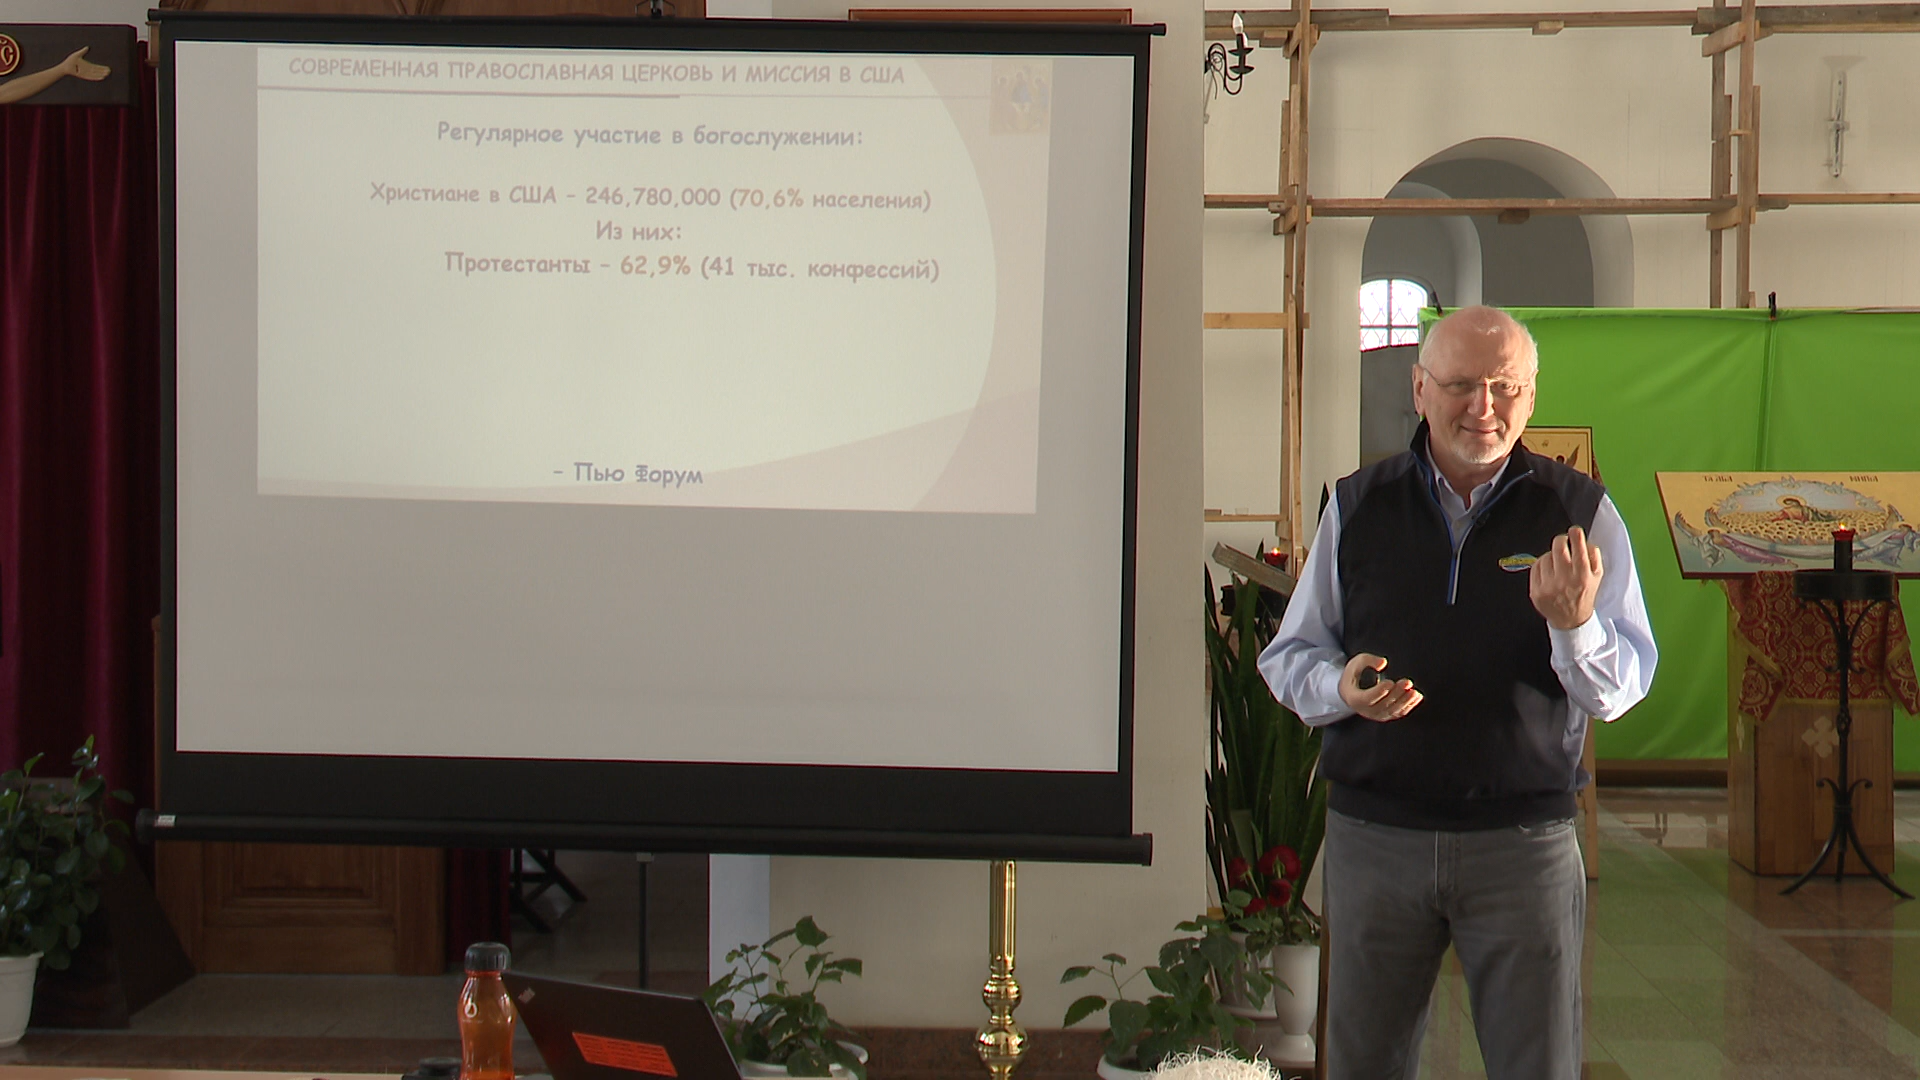 СОВРЕМЕННАЯ ПРАВОСЛАВНАЯ ЦЕРКОВЬ И МИССИЯ В США
Регулярное участие в богослужении:
Христиане в США - 246,780,000 (70,6% населения)
Из них:
Протестанты - 62,9% (41 тыс. конфессий)
- Пью Форум